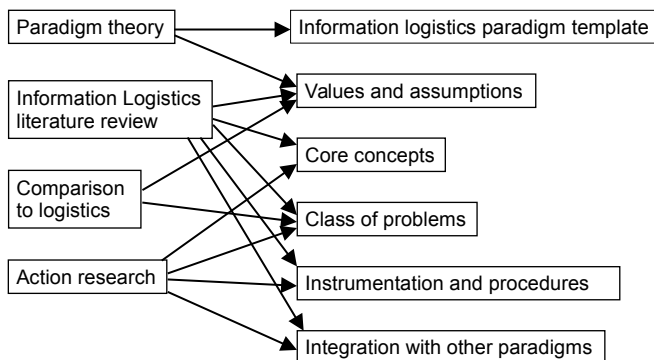 Paradigm theory
Information logistics paradigm template
Information Logistics
literature review
Values and assumptions
Core concepts
Comparison
to logistics
Class of problems
Action research
Instrumentation and procedures
Integration with other paradigms